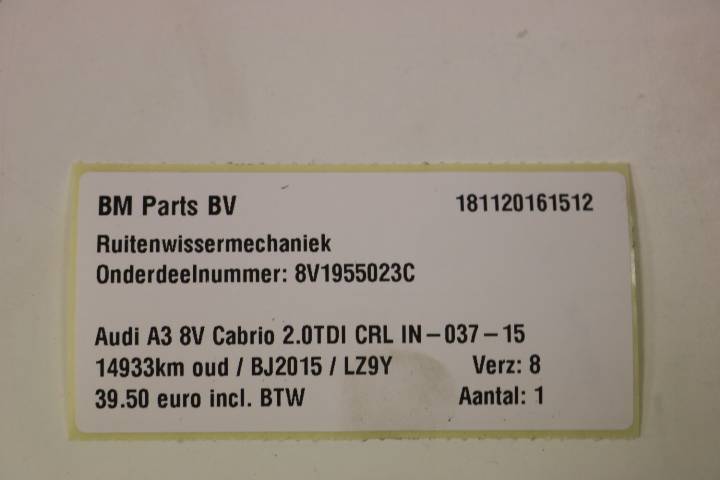 BM Parts BV 181120161512
Ruitenwissermechaniek
Onderdeelnummer: 8V1955023C
Audi A3 8V Cabrio 2.0TDI CRL IN-037-15
14933km oud / BJ2015 / LZ9Y Verz: 8
39.50 euro incl. BTW Aantal: 1